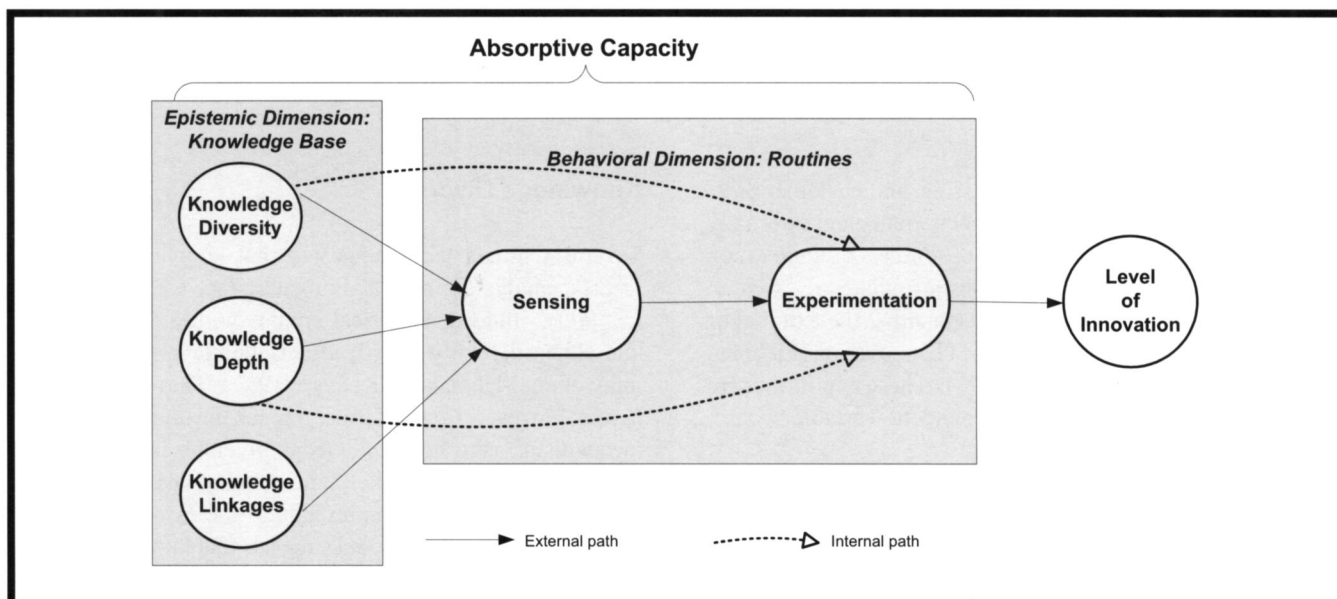 Absorptive Capacity
Epistemic Dimension:
Knowledge Base
Behavioral Dimension: Routines
Knowledge
Diversity
Knowledge
Depth
Knowledge
Linkages
Sensing
Experimentation
Level
of
Innovation
External path
Internal path